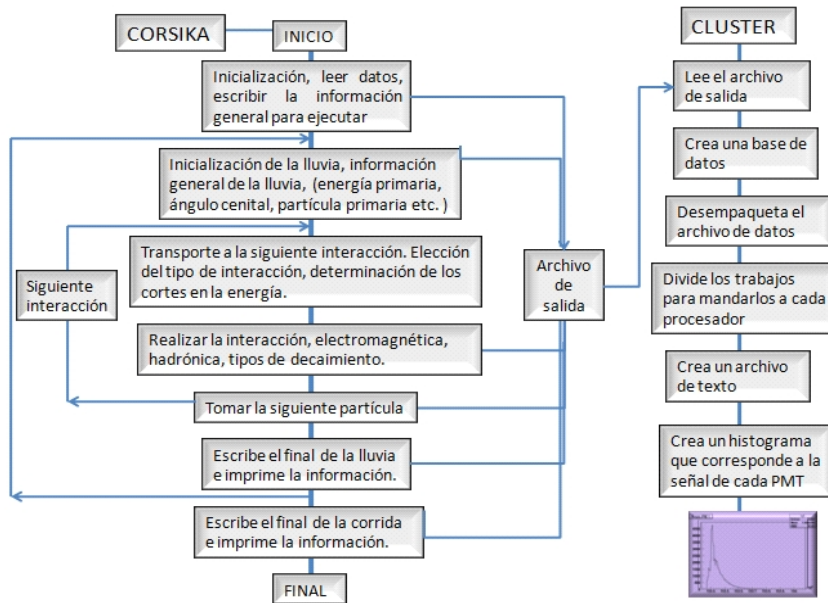 CORSIKA
INICIO
Inicialización, leer datos,
escribir la información
general para ejecutar
Inicialización de la lluvia, información
general de la lluvia, (energía primaria,
ángulo cenital, partícula primaria etc. )
Transporte a la siguiente interacción. Elección
del tipo de interacción, determinación de los
cortes en la energía.
Siguiente
interacción
Realizar la interacción, electromagnética,
hadrónica, tipos de decaimiento.
Tomar la siguiente partícula
Escribe el final de la lluvia
e imprime la información.
Escribe el final de la corrida
e imprime la información.
FINAL
Archivo
de
salida
CLUSTER
Lee el archivo
de salida
Crea una base de
datos
Desempaqueta el
archivo de datos
Divide los trabajos
para mandarlos a cada
procesador
Crea un archivo
de texto
Crea un histograma
que corresponde a la
señal de cada PMT